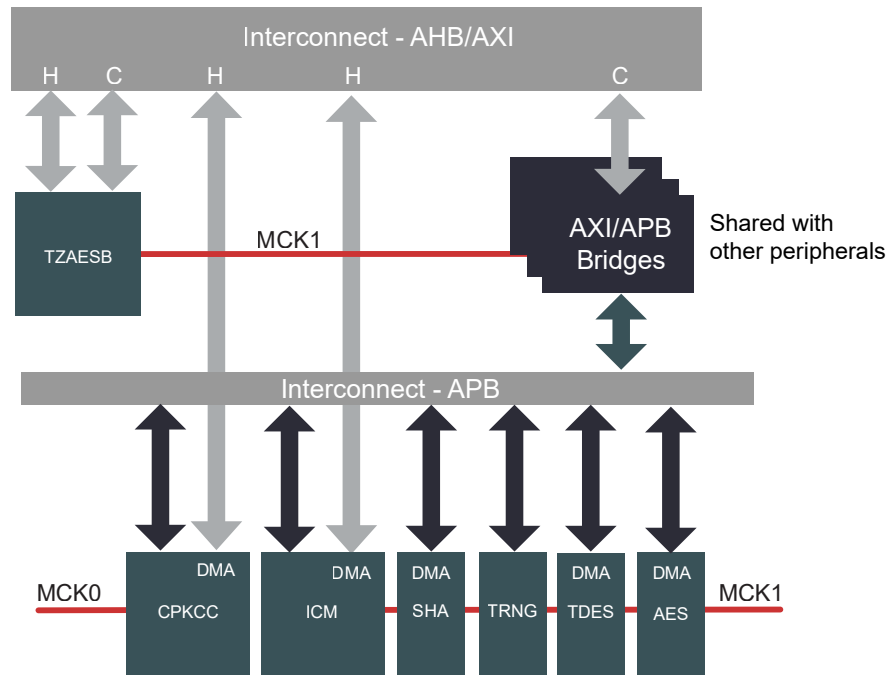 Interconnect - AHB/AXI
H C H H C
TZAESB
MCK1
AXI/APB
Bridges
Shared with
other peripherals
Interconnect - APB
DMA DMA DMA DMA DMA
MCK0 CPKCC ICM SHA TRNG TDES AES MCK1